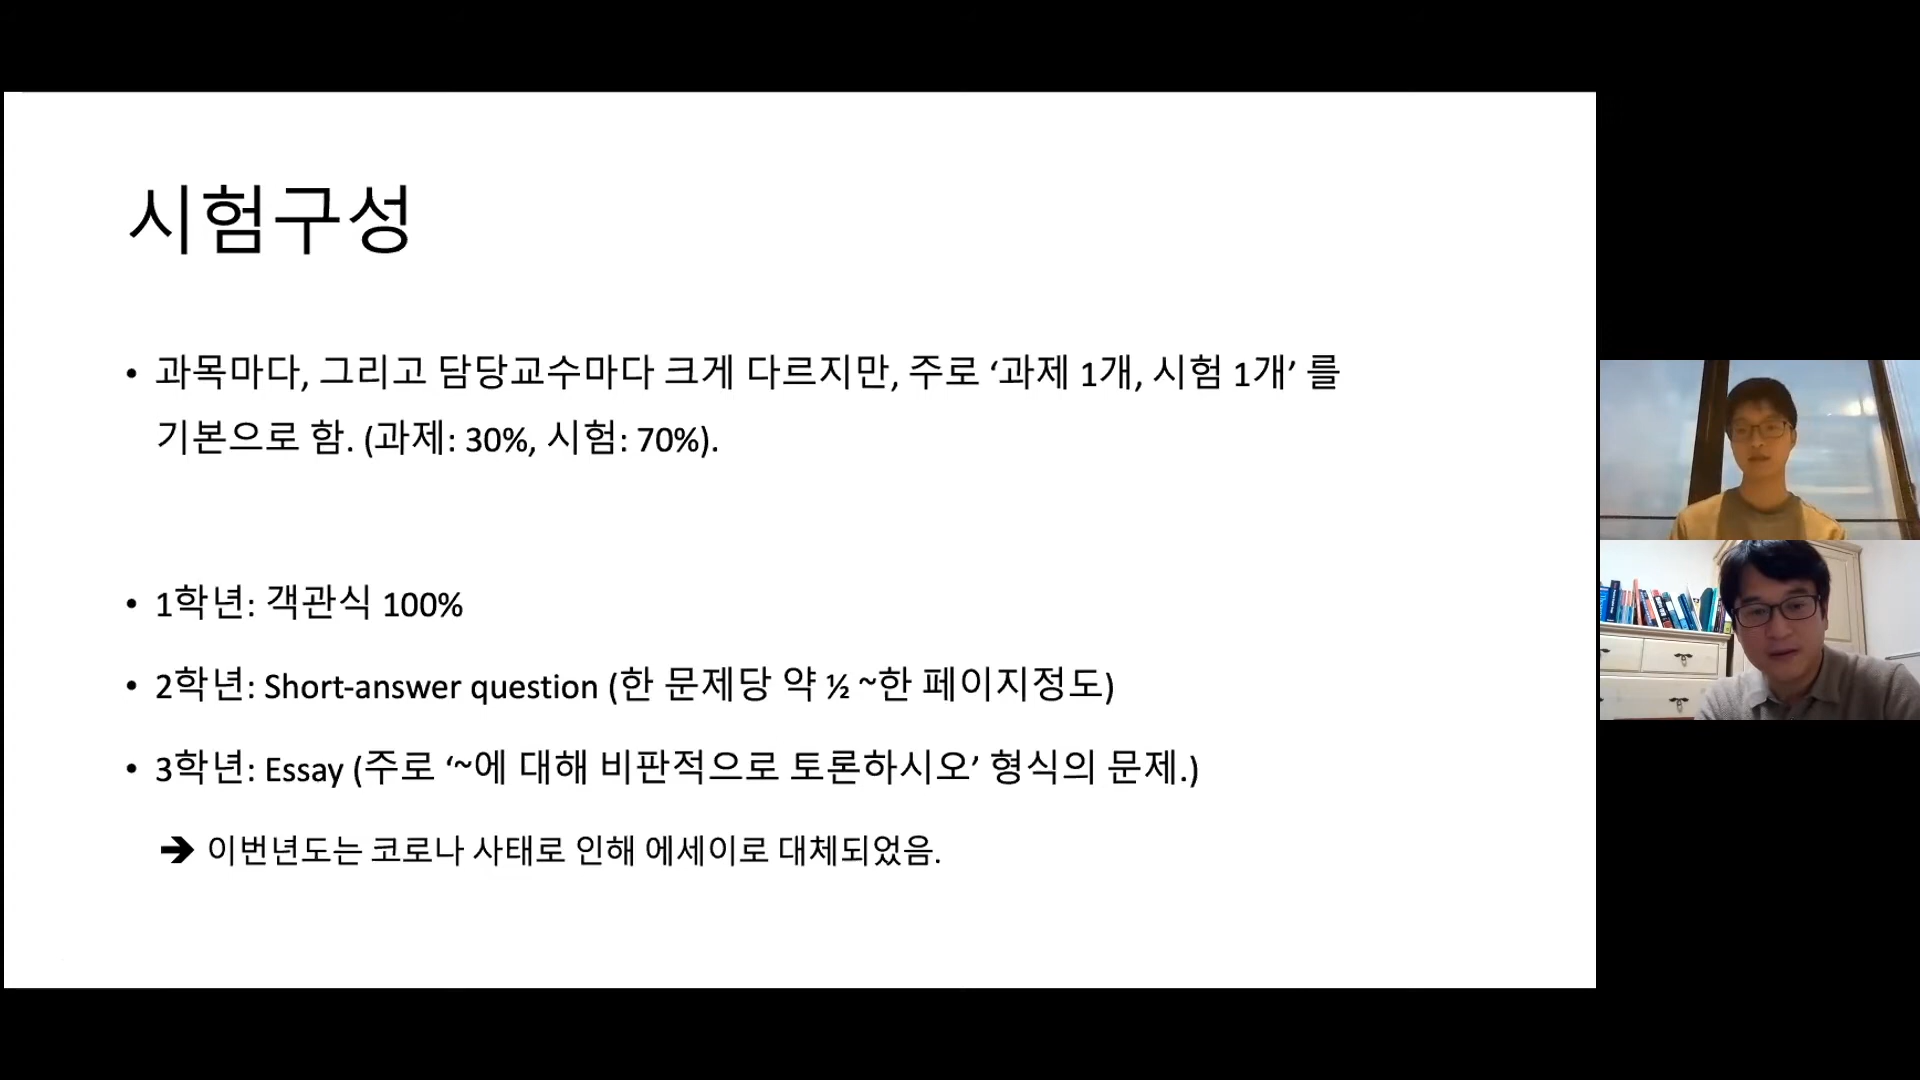 시험구성
• 과목마다, 그리고 담당교수마다 크게 다르지만, 주로 ‘과제 1개, 시험 1개’ 를
기본으로 함. (과제: 30%, 시험: 70%).
• 1학년: 객관식 100%
• 2학년: Short-answer question (한 문제당 약 ½ ~한 페이지정도)
• 3학년: Essay (주로 ‘~에 대해 비판적으로 토론하시오’ 형식의 문제.)
➔ 이번년도는 코로나 사태로 인해 에세이로 대체되었음.